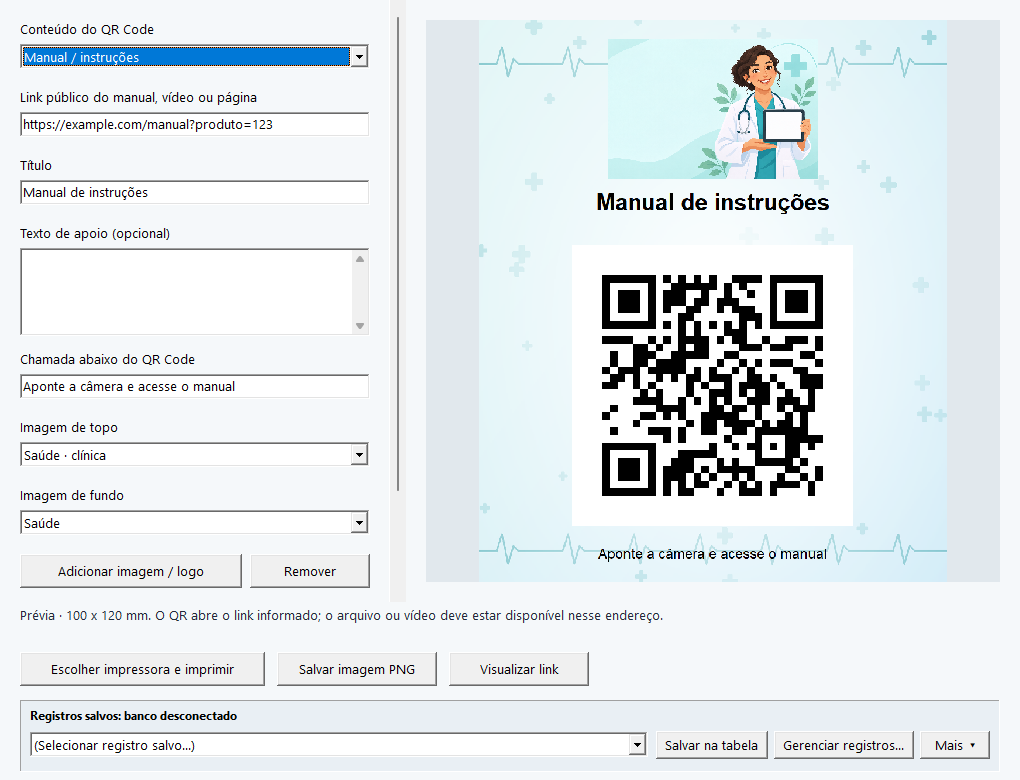 Conteúdo do QR Code
Manual / instruções
Link público do manual, vídeo ou página
https://example.com/manual?produto=123
Título
Manual de instruções
Texto de apoio (opcional)
Chamada abaixo do QR Code
Aponte a câmera e acesse o manual
Imagem de topo
Saúde · clínica
Imagem de fundo
Saúde
Adicionar imagem / logo
Remover
Manual de instruções
Aponte a câmera e acesse o manual
Prévia · 100 x 120 mm. O QR abre o link informado; o arquivo ou vídeo deve estar disponível nesse endereço.
Escolher impressora e imprimir
Salvar imagem PNG
Visualizar link
Registros salvos: banco desconectado
(Selecionar registro salvo...)
Salvar na tabela
Gerenciar registros...
Mais